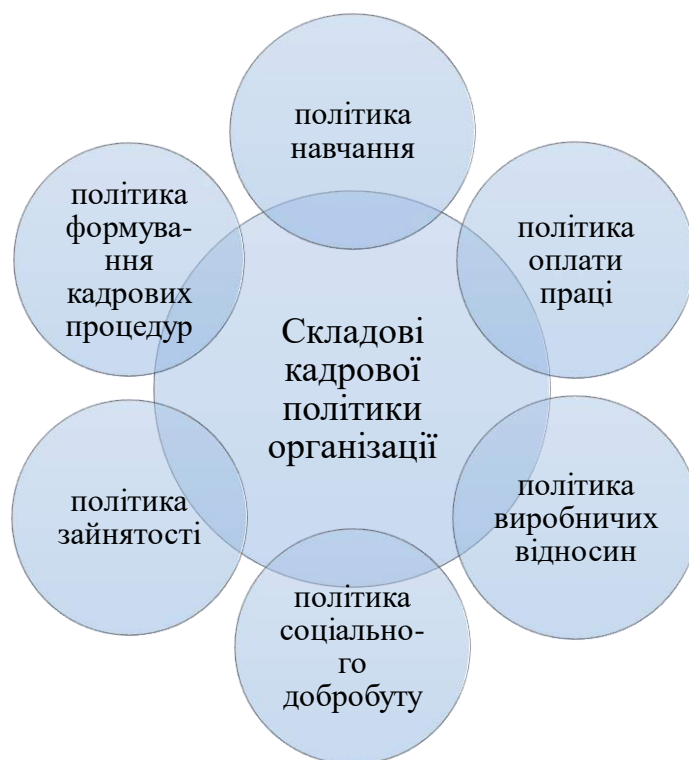 політика
навчання
політика
оплати
праці
політика
виробничих
відносин
політика
соціально-
го
добробуту
політика
зайнятості
політика
формува-
ння
кадрових
процедур
Складові
кадрової
політики
організації